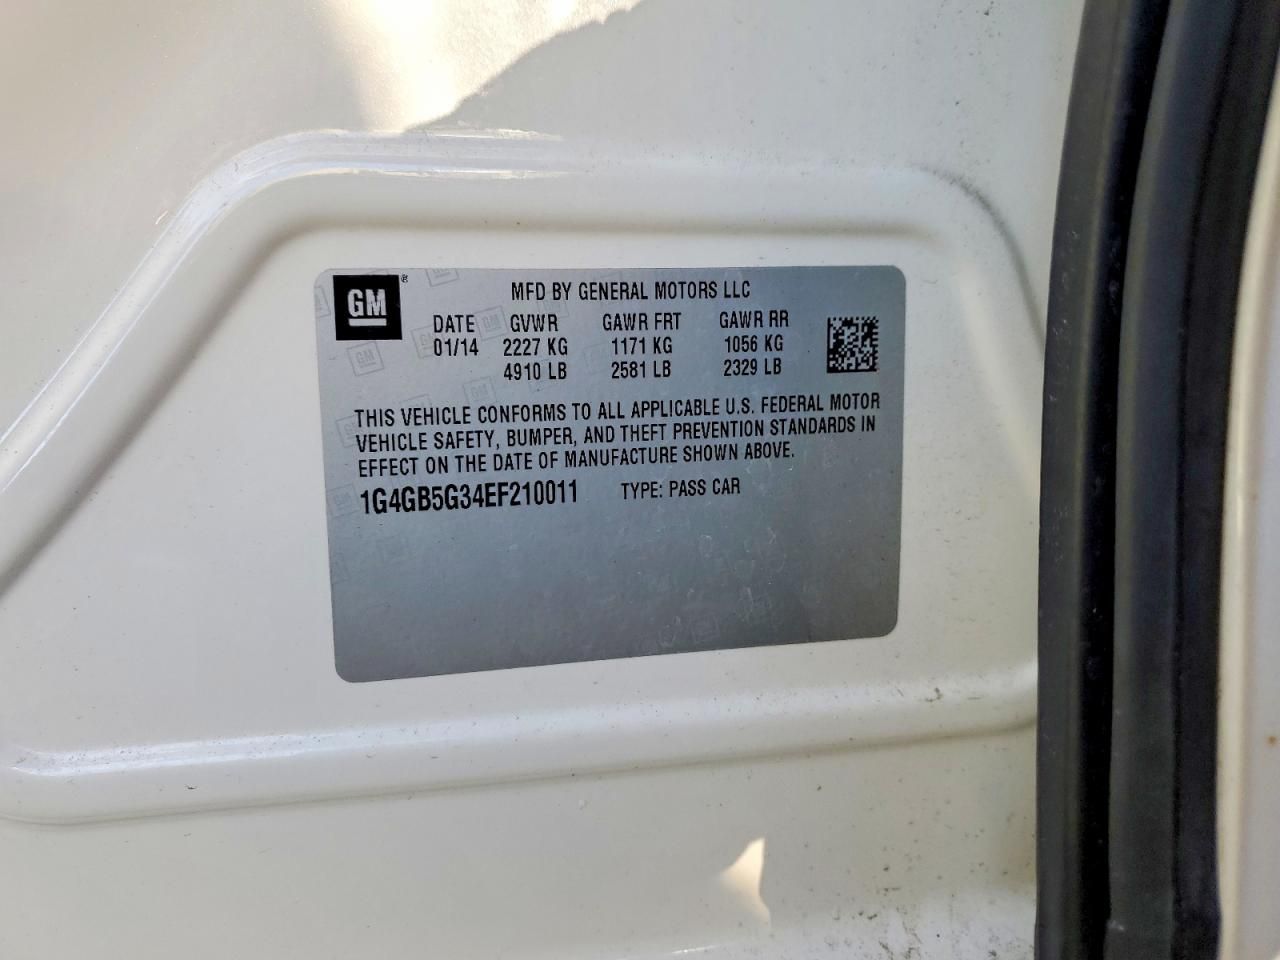 GM ®
MFD BY GENERAL MOTORS LLC
DATE GVWR GAWR FRT GAWR RR
01/14 2227 KG 1171 KG 1056 KG
4910 LB 2581 LB 2329 LB
THIS VEHICLE CONFORMS TO ALL APPLICABLE U.S. FEDERAL MOTOR
VEHICLE SAFETY, BUMPER, AND THEFT PREVENTION STANDARDS IN
EFFECT ON THE DATE OF MANUFACTURE SHOWN ABOVE.
1G4GB5G34EF210011 TYPE: PASS CAR